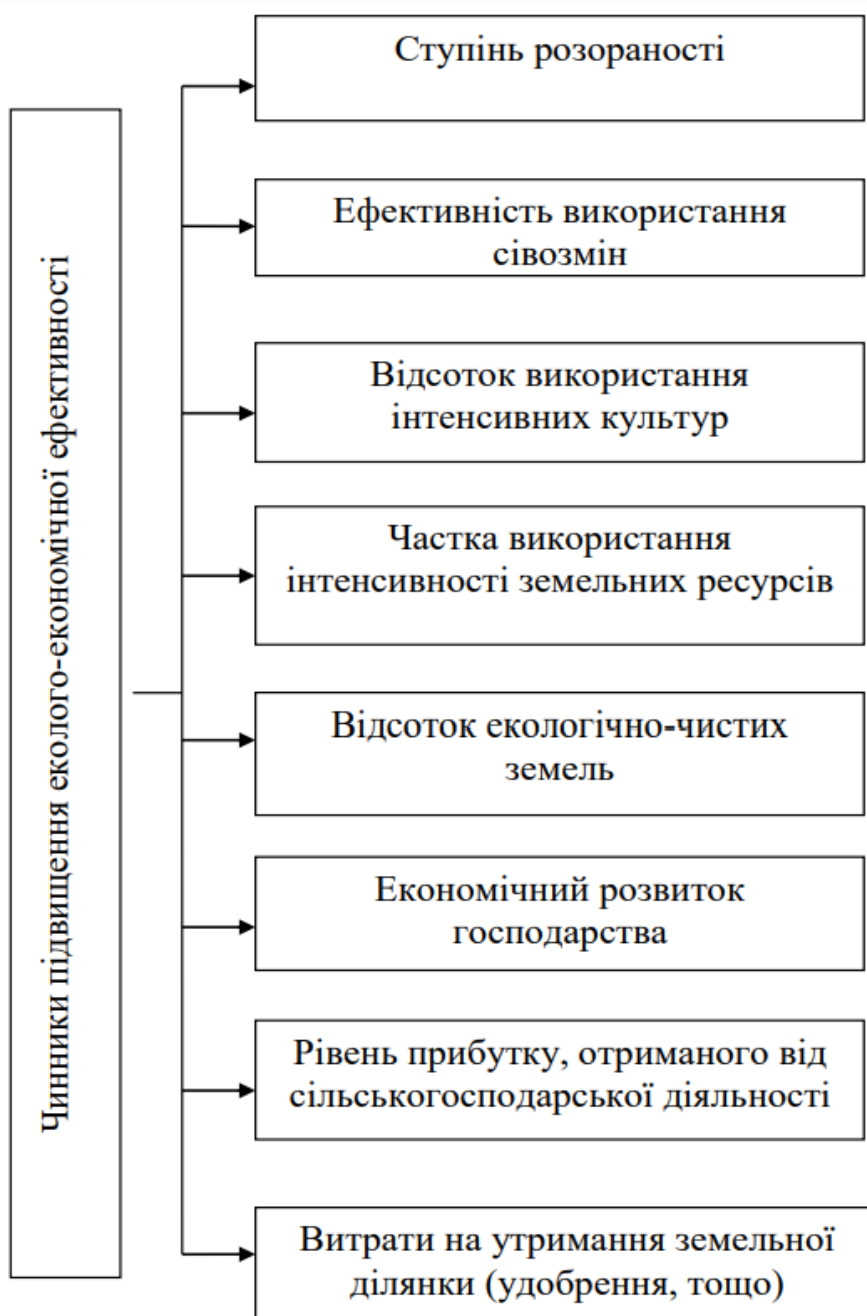 Чинники підвищення еколого-економічної ефективності
Ступінь розораності
Ефективність використання
сівозмін
Відсоток використання
інтенсивних культур
Частка використання
інтенсивності земельних ресурсів
Відсоток екологічно-чистих
земель
Економічний розвиток
господарства
Рівень прибутку, отриманого від
сільськогосподарської діяльності
Витрати на утримання земельної
ділянки (удобрення, тощо)